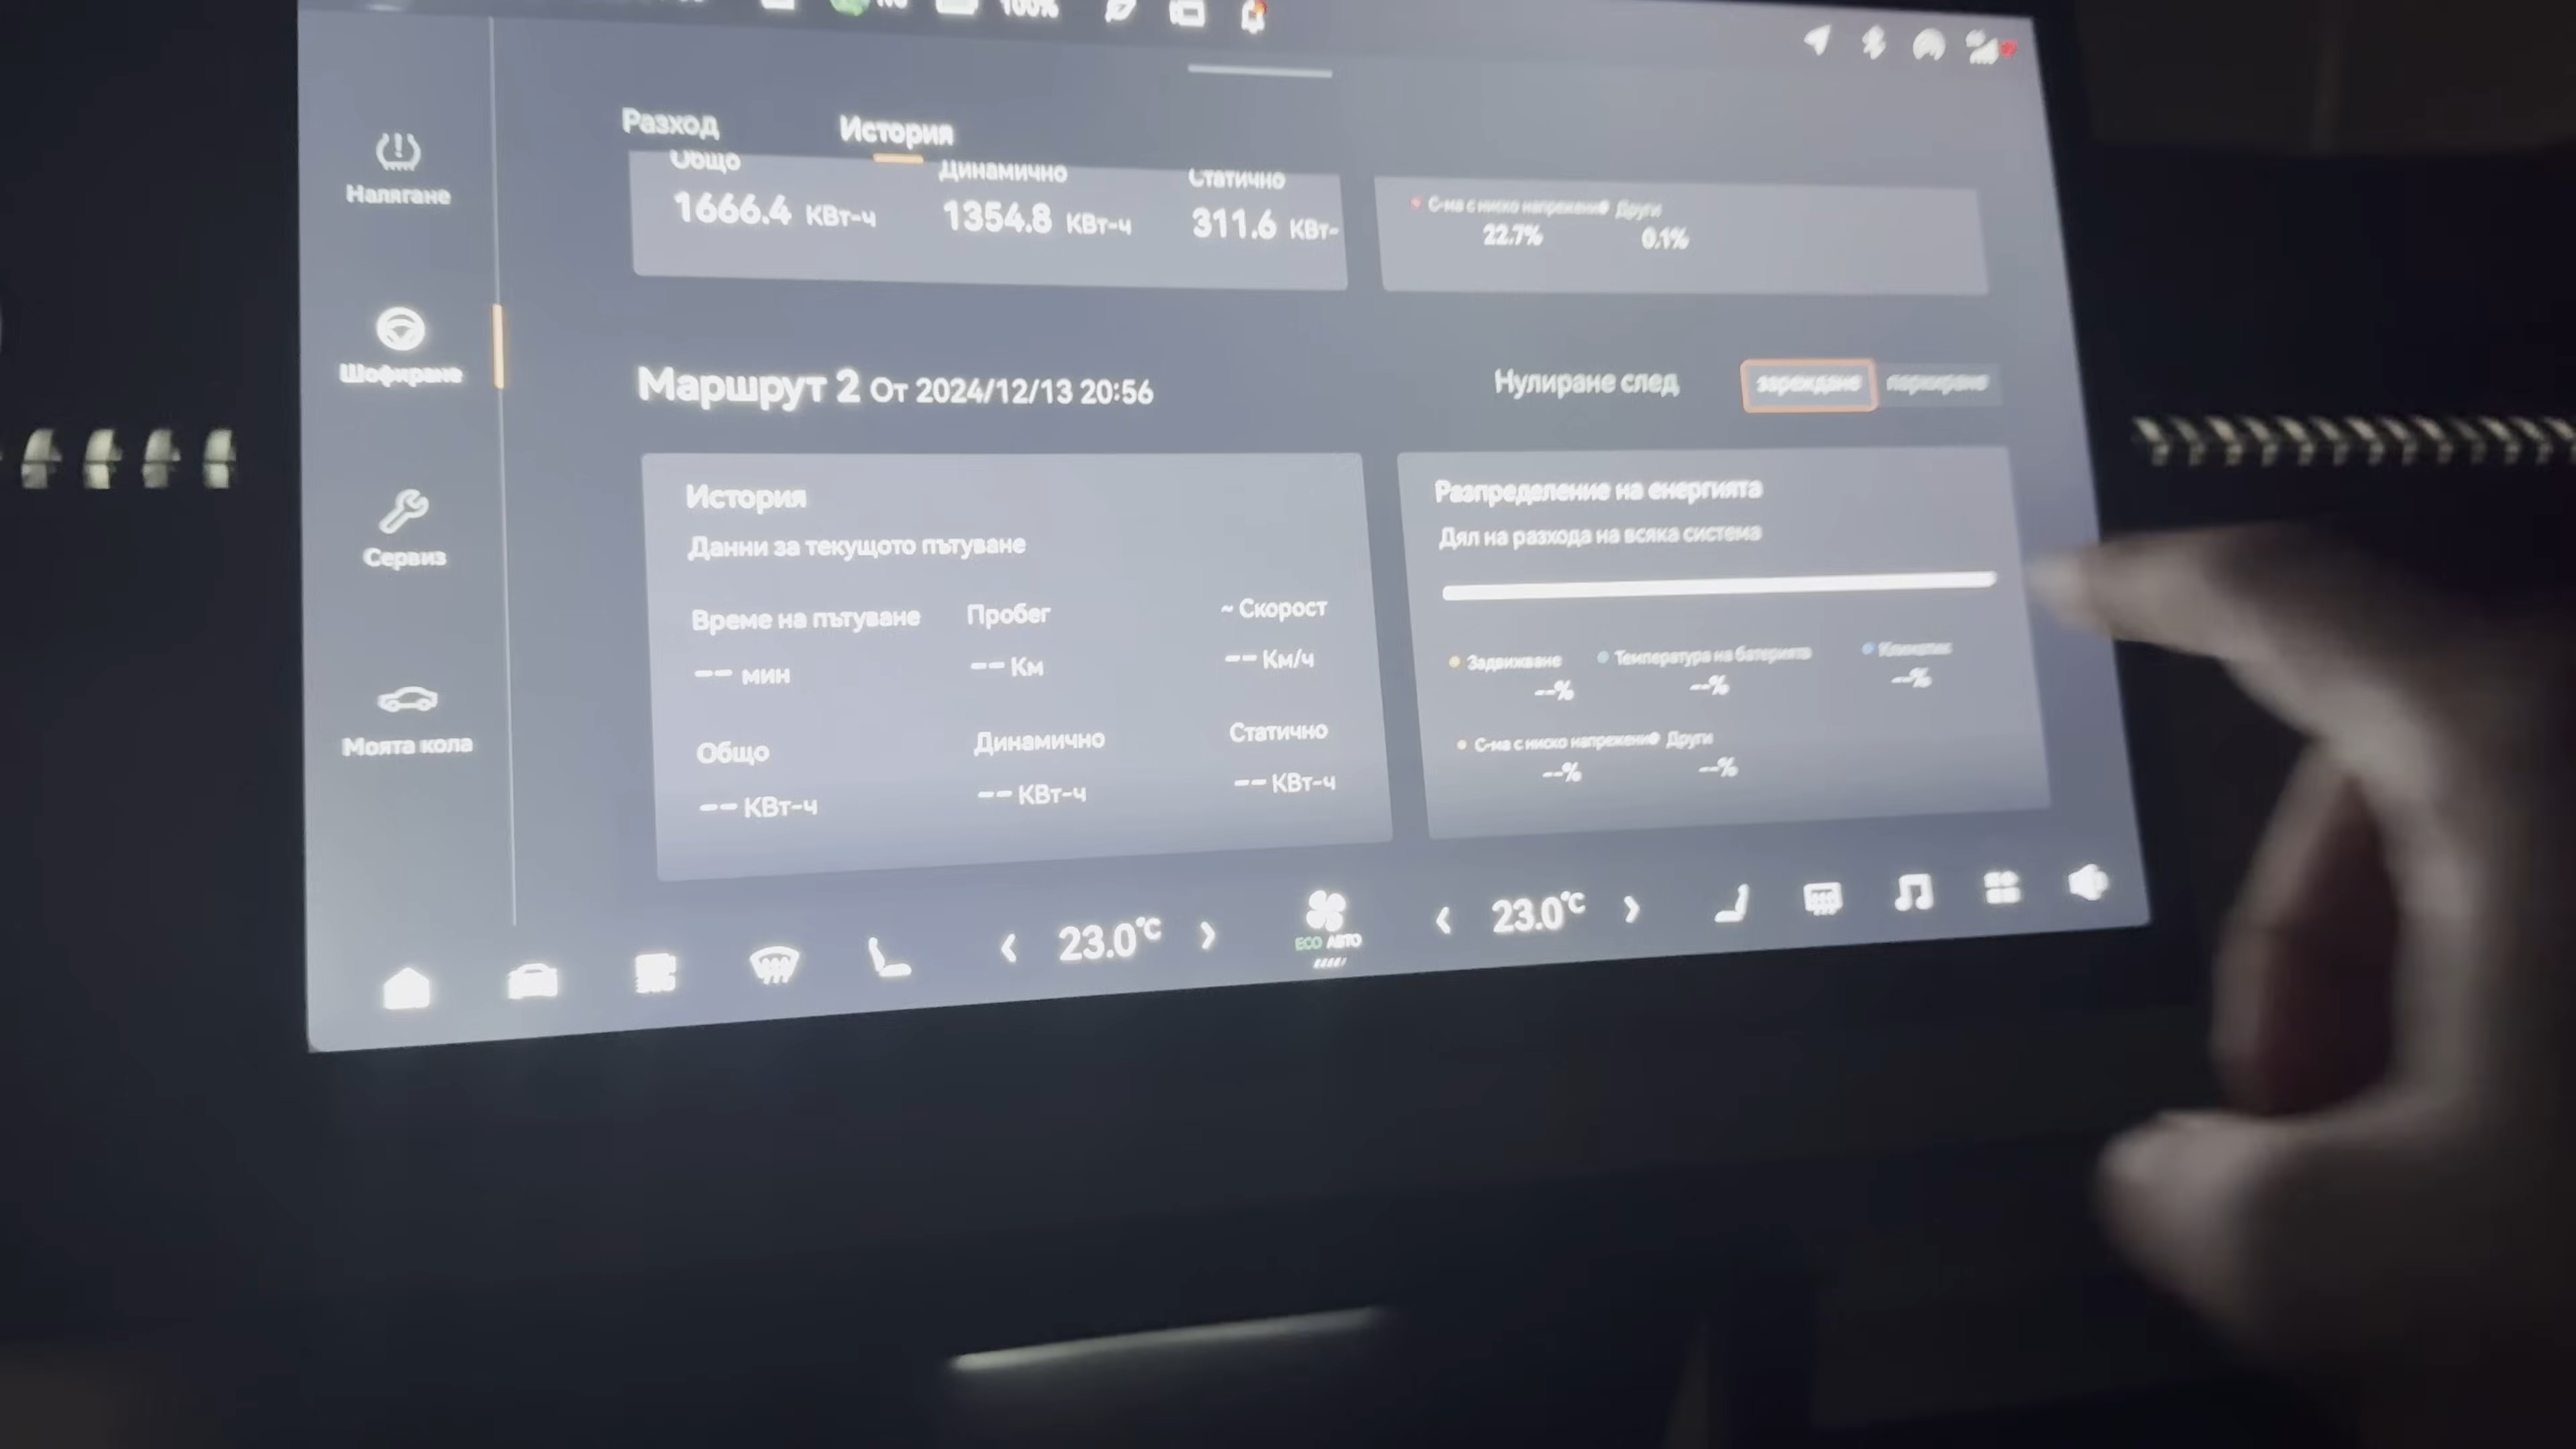 100%
Разход
История
Общо
Динамично
Статично
1666.4 КВт-ч
1354.8 КВт-ч
311.6 КВт-
С-ма с ниско напрежени
Други
22.7%
0.1%
Налягане
Шофиране
Сервиз
Моята кола
Маршрут 2 От 2024/12/13 20:56
Нулиране след
зареждане
паркиране
История
Данни за текущото пътуване
Време на пътуване
Пробег
~ Скорост
-- мин
-- Км
-- Км/ч
Общо
Динамично
Статично
-- КВт-ч
-- КВт-ч
-- КВт-ч
Разпределение на енергията
Дял на разхода на всяка система
Задвижване
Температура на батерията
Климатик
--%
--%
--%
С-ма с ниско напрежени
Други
--%
--%
23.0°C
ECO АВТО
23.0°C